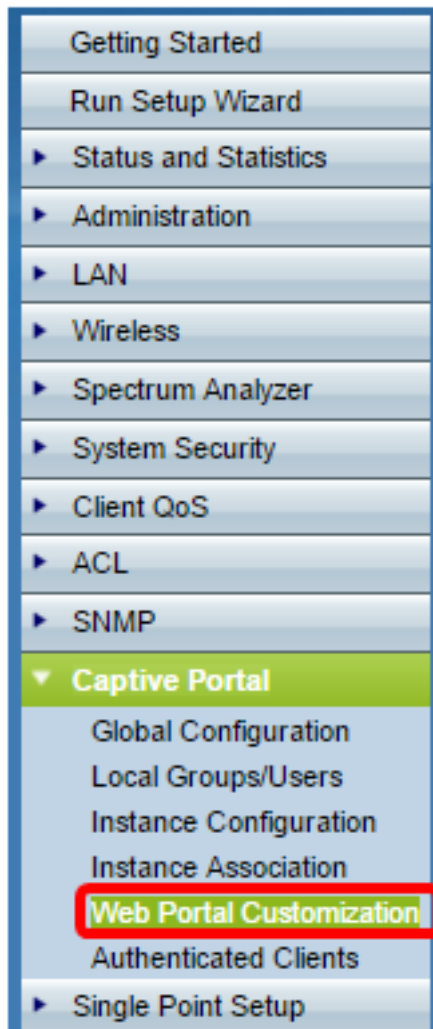 Getting Started
Run Setup Wizard
Status and Statistics
Administration
LAN
Wireless
Spectrum Analyzer
System Security
Client QoS
ACL
SNMP
Captive Portal
Global Configuration
Local Groups/Users
Instance Configuration
Instance Association
Web Portal Customization
Authenticated Clients
Single Point Setup